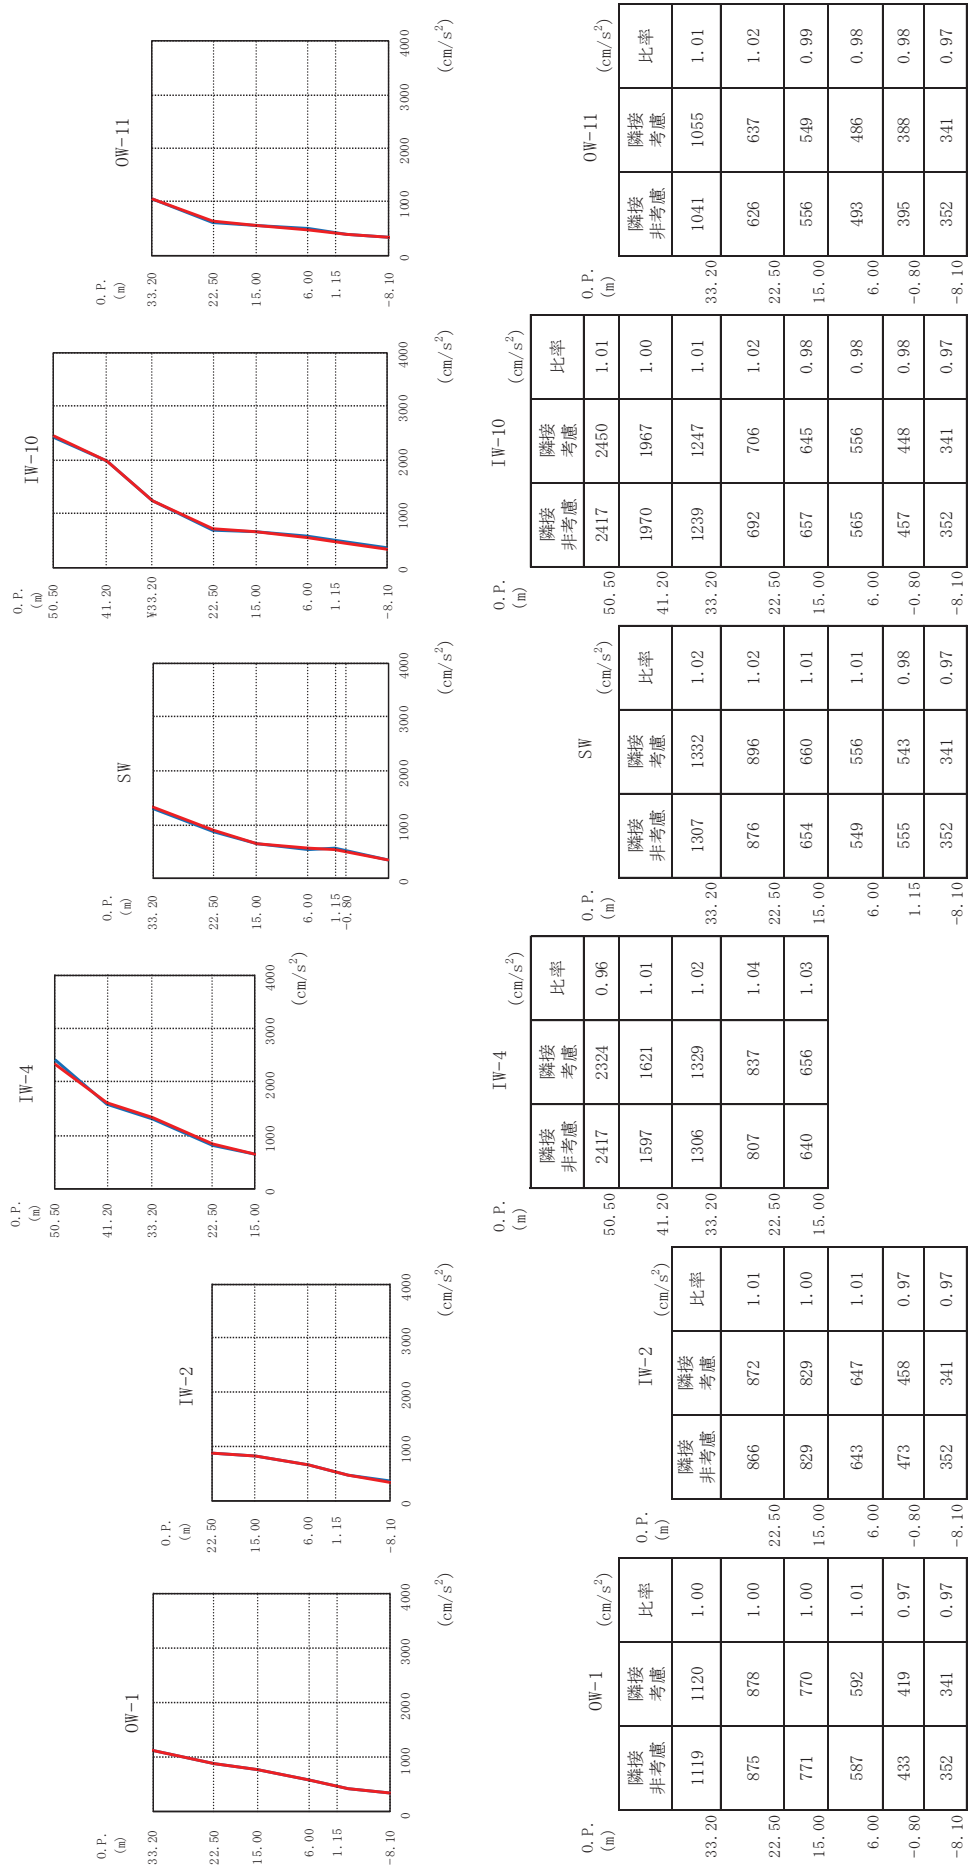 OW-1
O.P.
(m)
33.20
22.50
15.00
6.00
1.15
-8.10
0 1000 2000 3000 4000
(cm/s²)
IW-2
O.P.
(m)
22.50
15.00
6.00
1.15
-8.10
0 1000 2000 3000 4000
(cm/s²)
IW-4
O.P.
(m)
50.50
41.20
33.20
22.50
15.00
0 1000 2000 3000 4000
(cm/s²)
SW
O.P.
(m)
33.20
22.50
15.00
6.00
1.15
-0.80
0 1000 2000 3000 4000
(cm/s²)
IW-10
O.P.
(m)
50.50
41.20
¥33.20
22.50
15.00
6.00
1.15
-8.10
0 1000 2000 3000 4000
(cm/s²)
OW-11
O.P.
(m)
33.20
22.50
15.00
6.00
1.15
-8.10
0 1000 2000 3000 4000
(cm/s²)
OW-1
O.P.
(m)
(cm/s²)
隣接
非考慮
隣接
考慮
比率
33.20 1119 1120 1.00
22.50 875 878 1.00
15.00 771 770 1.00
6.00 587 592 1.01
-0.80 433 419 0.97
-8.10 352 341 0.97
IW-2
O.P.
(m)
(cm/s²)
隣接
非考慮
隣接
考慮
比率
22.50 866 872 1.01
15.00 829 829 1.00
6.00 643 647 1.01
-0.80 473 458 0.97
-8.10 352 341 0.97
IW-4
O.P.
(m)
(cm/s²)
隣接
非考慮
隣接
考慮
比率
50.50 2417 2324 0.96
41.20 1597 1621 1.01
33.20 1306 1329 1.02
22.50 807 837 1.04
15.00 640 656 1.03
SW
O.P.
(m)
(cm/s²)
隣接
非考慮
隣接
考慮
比率
33.20 1307 1332 1.02
22.50 876 896 1.02
15.00 654 660 1.01
6.00 549 556 1.01
1.15 555 543 0.98
-8.10 352 341 0.97
IW-10
O.P.
(m)
(cm/s²)
隣接
非考慮
隣接
考慮
比率
50.50 2417 2450 1.01
41.20 1970 1967 1.00
33.20 1239 1247 1.01
22.50 692 706 1.02
15.00 657 645 0.98
6.00 565 556 0.98
-0.80 457 448 0.98
-8.10 352 341 0.97
OW-11
O.P.
(m)
(cm/s²)
隣接
非考慮
隣接
考慮
比率
33.20 1041 1055 1.01
22.50 626 637 1.02
15.00 556 549 0.99
6.00 493 486 0.98
-0.80 395 388 0.98
-8.10 352 341 0.97